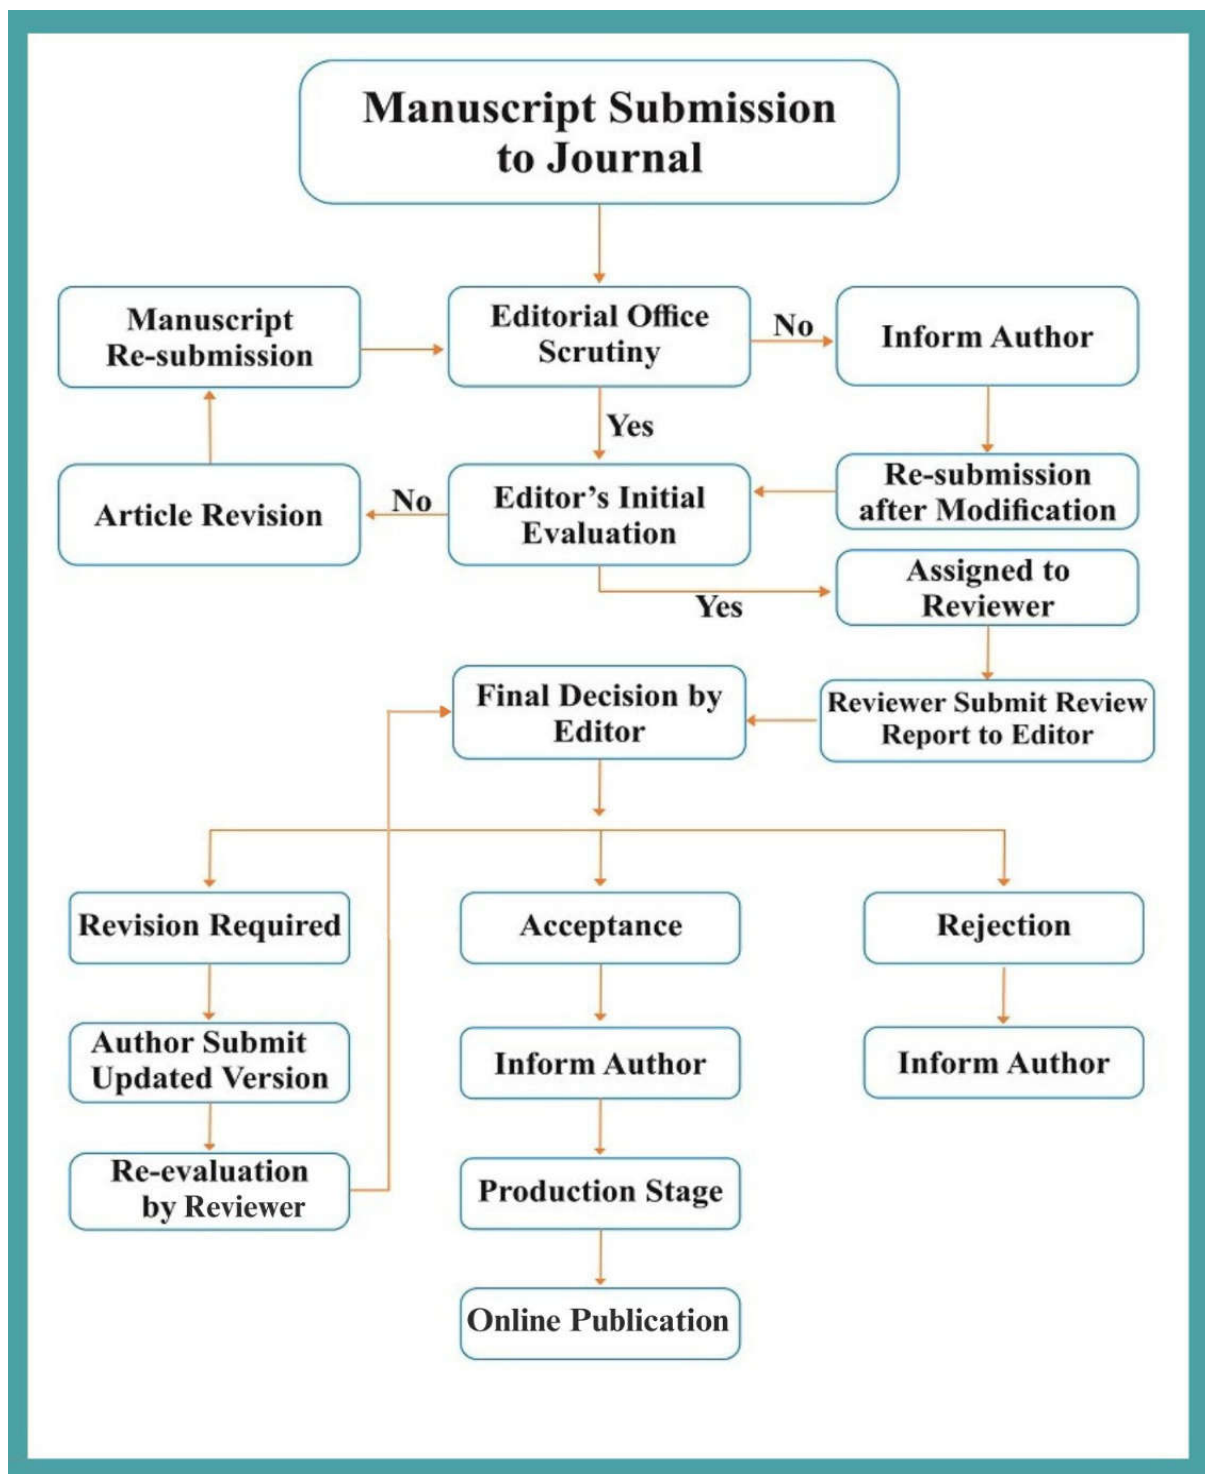 Manuscript Submission
to Journal
Manuscript
Re-submission
Editorial Office
Scrutiny
No
Inform Author
Yes
Article Revision
No
Editor's Initial
Evaluation
Re-submission
after Modification
Yes
Assigned to
Reviewer
Final Decision by
Editor
Reviewer Submit Review
Report to Editor
Revision Required
Acceptance
Rejection
Author Submit
Updated Version
Inform Author
Inform Author
Re-evaluation
by Reviewer
Production Stage
Online Publication